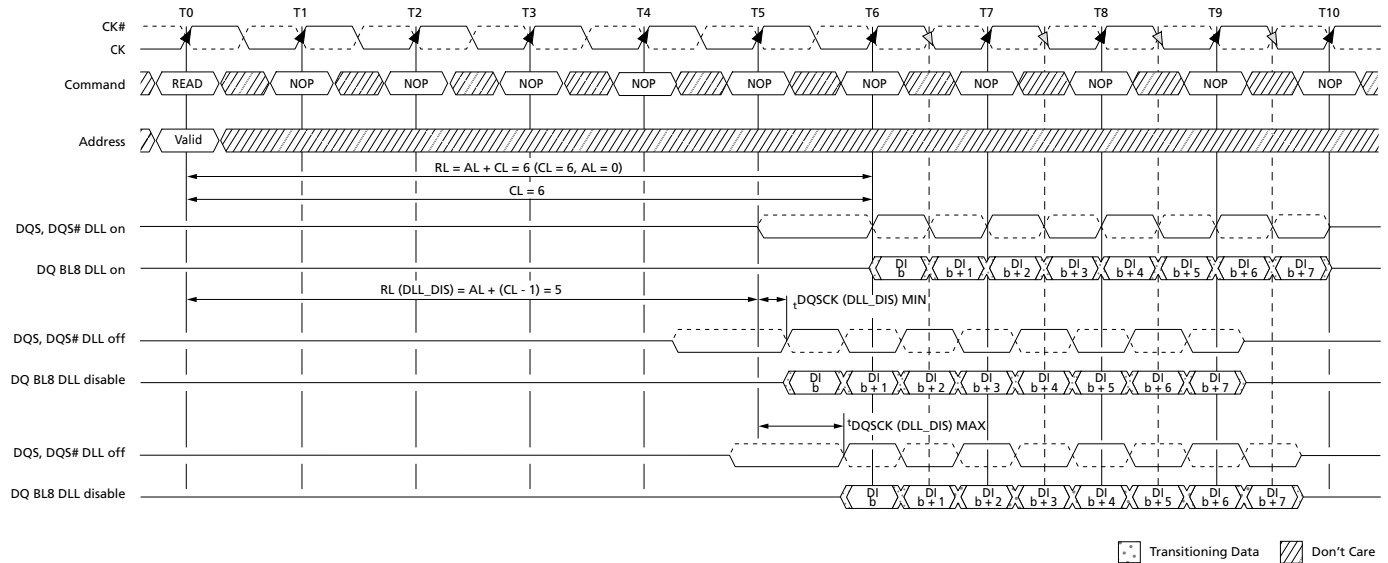 T0 T1 T2 T3 T4 T5 T6 T7 T8 T9 T10
CK#
CK
Command READ NOP NOP NOP NOP NOP NOP NOP NOP NOP NOP
Address Valid
RL = AL + CL = 6 (CL = 6, AL = 0)
CL = 6
DQS, DQS# DLL on
DQ BL8 DLL on DI b DI b + 1 DI b + 2 DI b + 3 DI b + 4 DI b + 5 DI b + 6 DI b + 7
RL (DLL_DIS) = AL + (CL - 1) = 5 tDQSCK (DLL_DIS) MIN
DQS, DQS# DLL off
DQ BL8 DLL disable DI b DI b + 1 DI b + 2 DI b + 3 DI b + 4 DI b + 5 DI b + 6 DI b + 7
tDQSCK (DLL_DIS) MAX
DQS, DQS# DLL off
DQ BL8 DLL disable DI b DI b + 1 DI b + 2 DI b + 3 DI b + 4 DI b + 5 DI b + 6 DI b + 7
Transitioning Data Don't Care